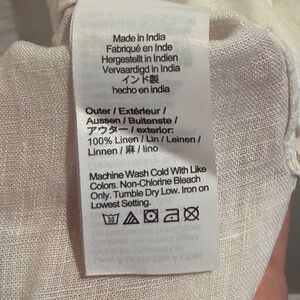 Made in India
Fabriqué en Inde
Hergestellt in Indien
Vervaardigd in India
インド製
hecho en india
Outer / Extérieur /
Aussen / Buitenste /
アウター / exterior:
100% Linen / Lin / Leinen /
Linnen / 麻 / lino
Machine Wash Cold With Like
Colors. Non-Chlorine Bleach
Only. Tumble Dry Low. Iron on
Lowest Setting.